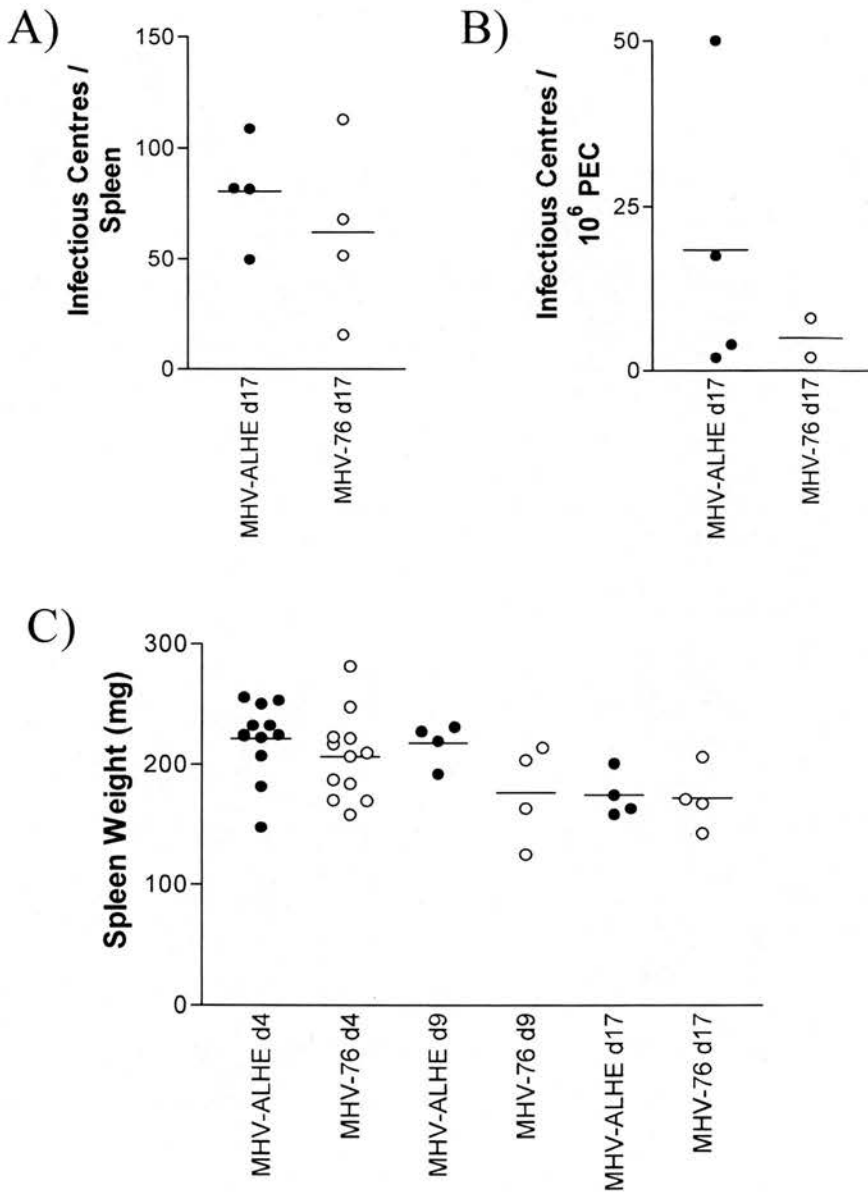 A)
Infectious Centres /
Spleen
150
100
50
0
MHV-ALHE d17
MHV-76 d17
B)
Infectious Centres /
10⁶ PEC
50
25
0
MHV-ALHE d17
MHV-76 d17
C)
Spleen Weight (mg)
300
200
100
0
MHV-ALHE d4
MHV-76 d4
MHV-ALHE d9
MHV-76 d9
MHV-ALHE d17
MHV-76 d17